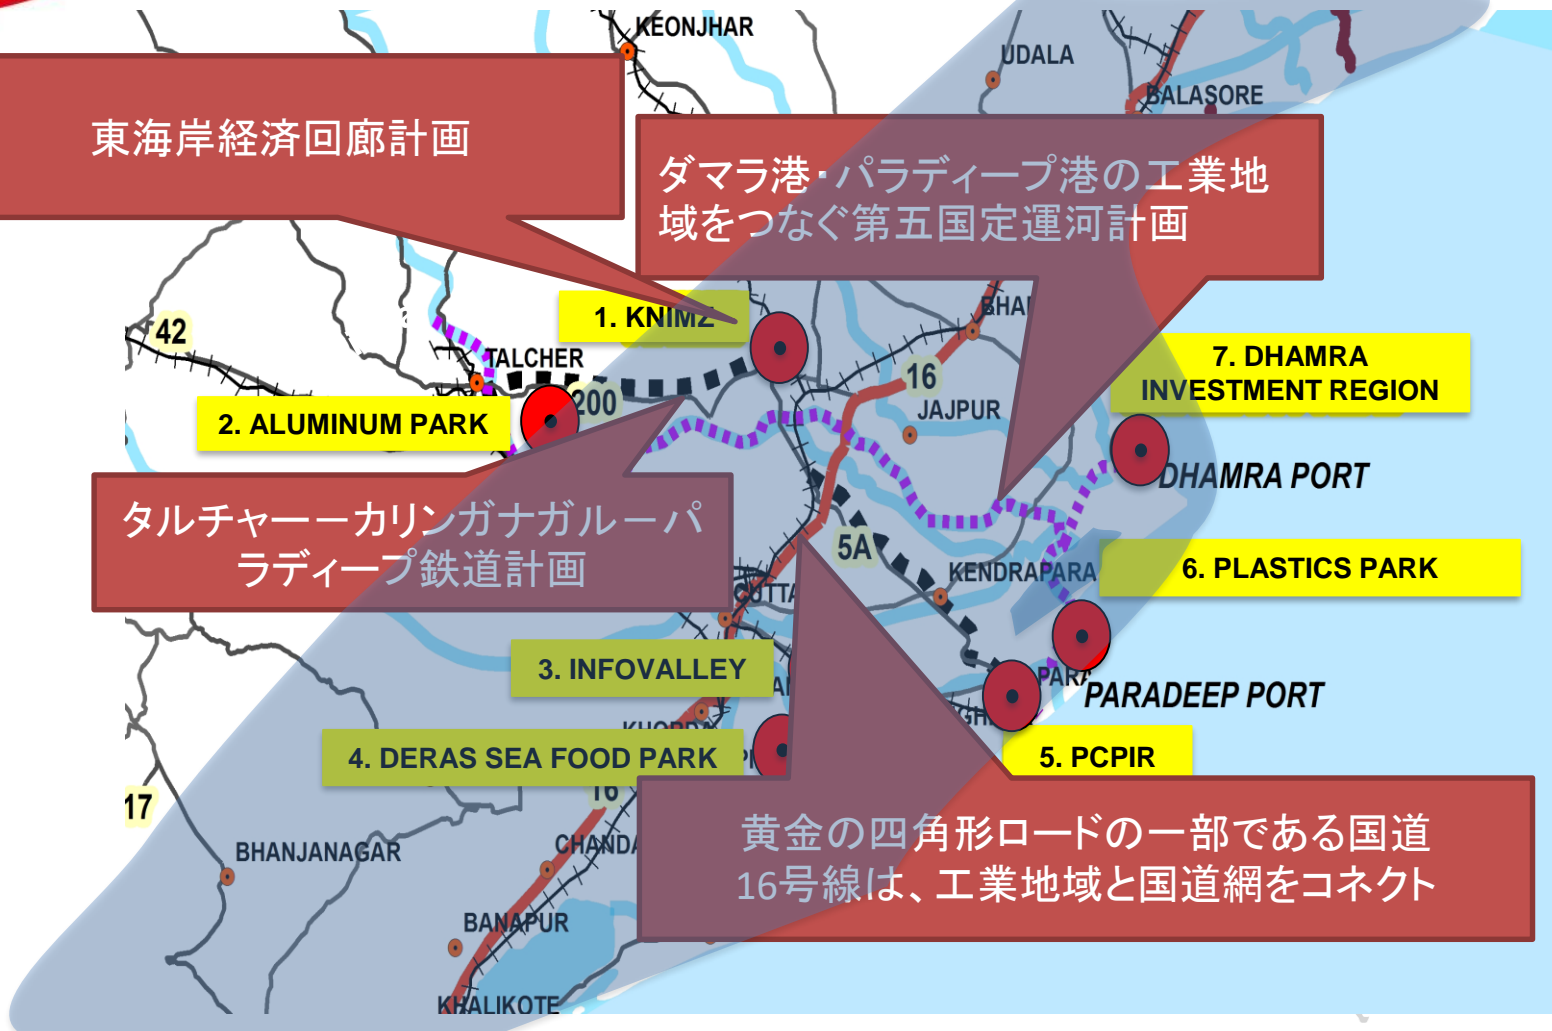 KEONJHAR
UDALA
BALASORE
東海岸経済回廊計画
ダマラ港・パラディープ港の工業地
域をつなぐ第五国定運河計画
1. KNIMZ
42
TALCHER
200
16
JAJPUR
7. DHAMRA
INVESTMENT REGION
2. ALUMINUM PARK
DHAMRA PORT
タルチャーーカリンガナガルーパ
ラディープ鉄道計画
5A
KENDRAPARA
6. PLASTICS PARK
3. INFOVALLEY
PARADEEP PORT
4. DERAS SEA FOOD PARK
5. PCPIR
16
17
黄金の四角形ロードの一部である国道
16号線は、工業地域と国道網をコネクト
BHANJANAGAR
BANAPUR
KHALIKOTE